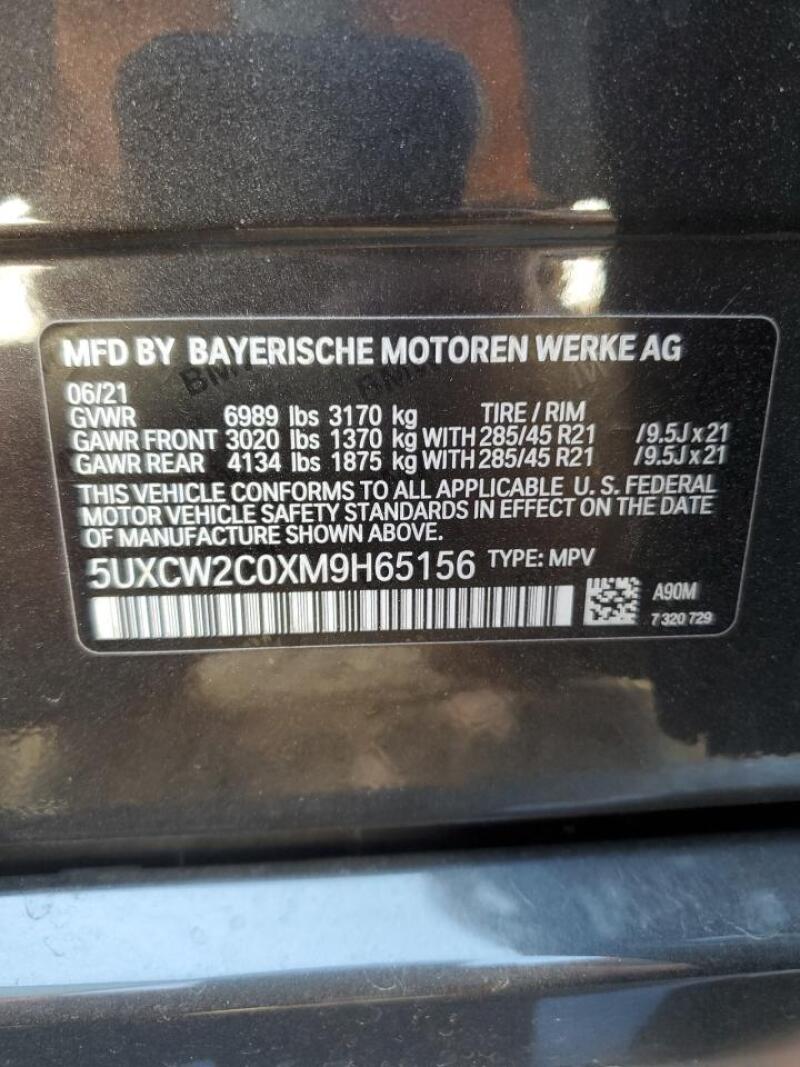 MFD BY BAYERISCHE MOTOREN WERKE AG
06/21
GVWR 6989 lbs 3170 kg TIRE / RIM
GAWR FRONT 3020 lbs 1370 kg WITH 285/45 R21 /9.5J x 21
GAWR REAR 4134 lbs 1875 kg WITH 285/45 R21 /9.5J x 21
THIS VEHICLE CONFORMS TO ALL APPLICABLE U. S. FEDERAL
MOTOR VEHICLE SAFETY STANDARDS IN EFFECT ON THE DATE
OF MANUFACTURE SHOWN ABOVE.
5UXCW2C0XM9H65156 TYPE: MPV
A90M
7 320 729